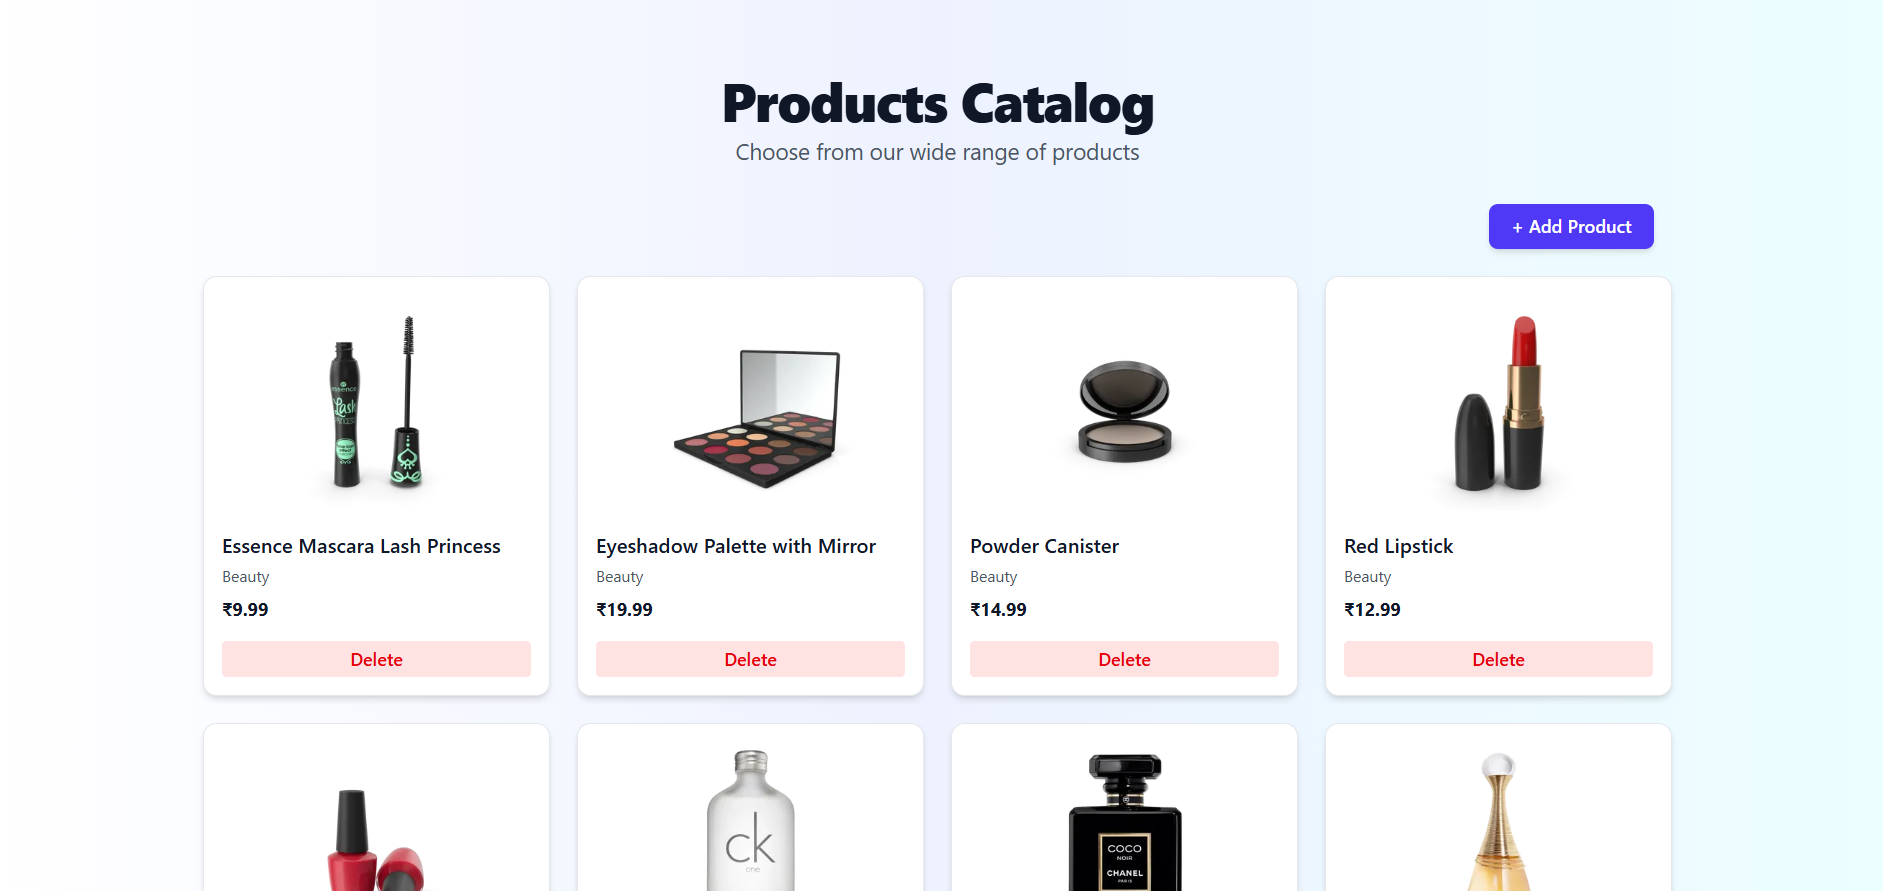 Products Catalog
Choose from our wide range of products
+ Add Product
essence
Lash
PRINCESS
Essence Mascara Lash Princess
Beauty
₹9.99
Delete
Eyeshadow Palette with Mirror
Beauty
₹19.99
Delete
Powder Canister
Beauty
₹14.99
Delete
Red Lipstick
Beauty
₹12.99
Delete
ck
one
COCO
NOIR
CHANEL
PARIS